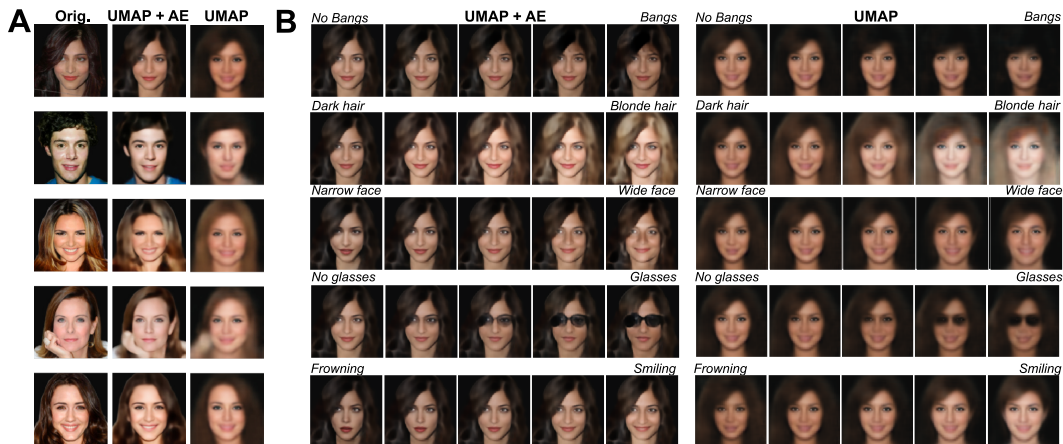 A
Orig. UMAP + AE UMAP
B
UMAP + AE
No Bangs Bangs
Dark hair Blonde hair
Narrow face Wide face
No glasses Glasses
Frowning Smiling
UMAP
No Bangs Bangs
Dark hair Blonde hair
Narrow face Wide face
No glasses Glasses
Frowning Smiling